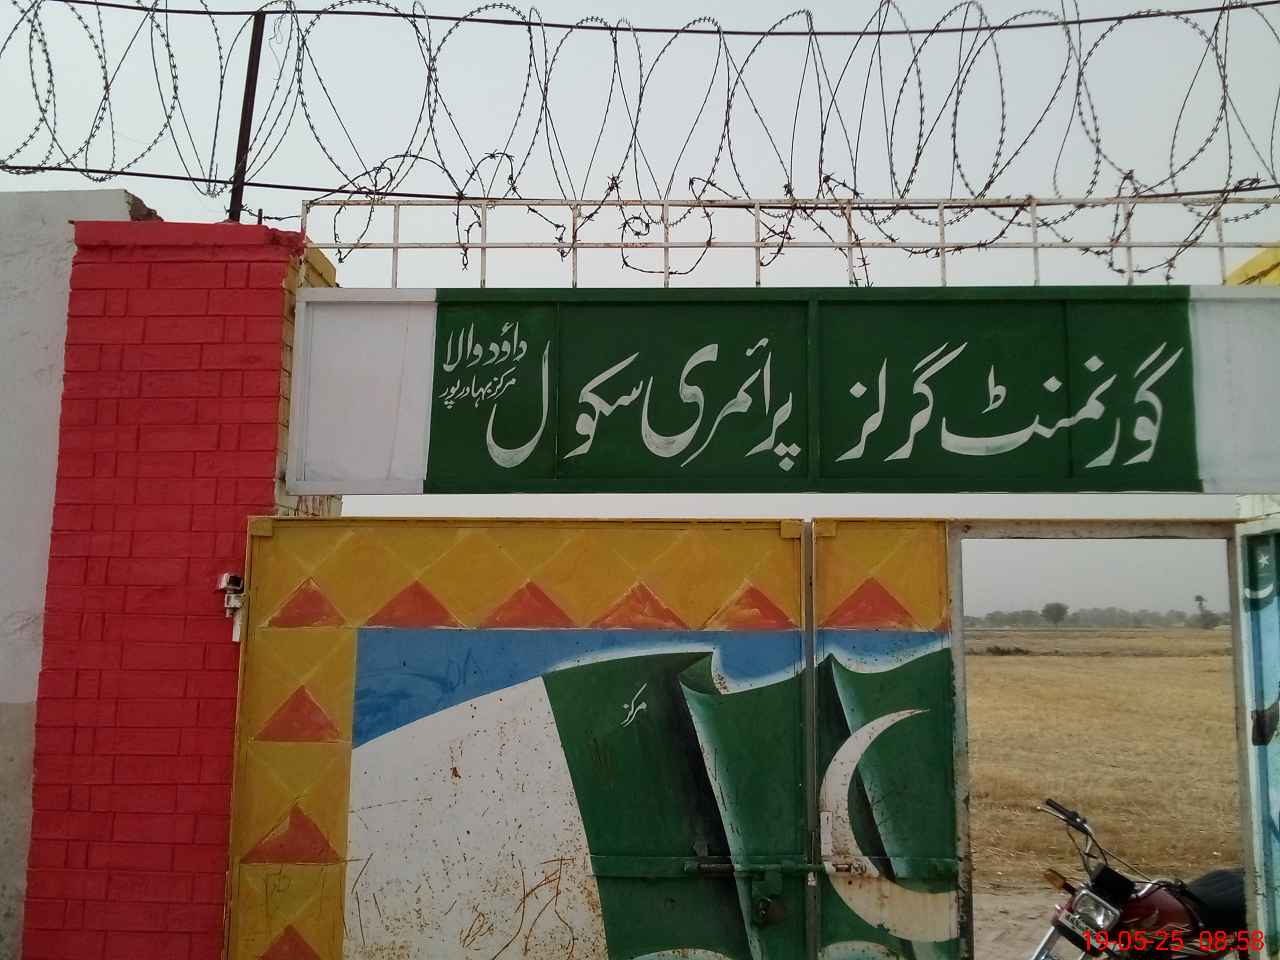 گورنمنٹ گرلز پرائمری سکول
داؤد والا
مرکز بہادر پور
مرکز
19-05-25 08:58